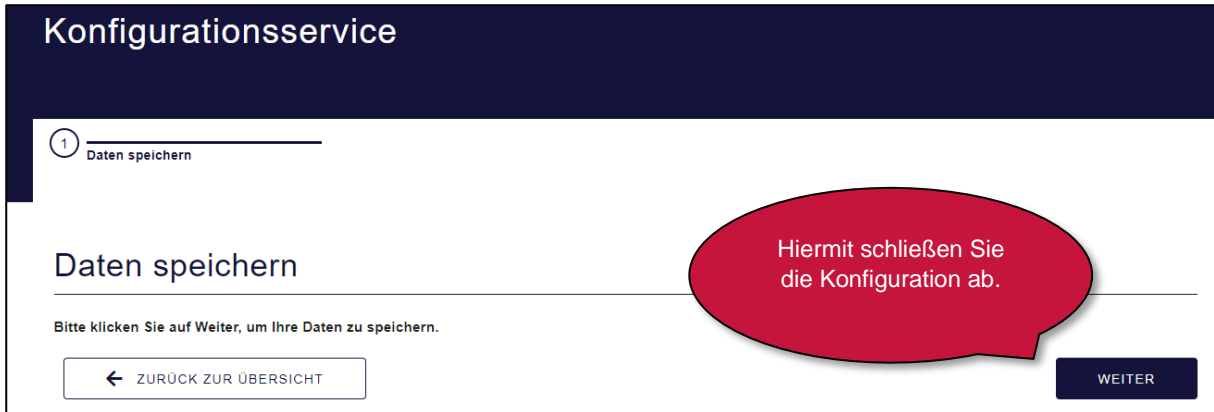 Konfigurationsservice
1
Daten speichern
Daten speichern
Hiermit schließen Sie
die Konfiguration ab.
Bitte klicken Sie auf Weiter, um Ihre Daten zu speichern.
ZURÜCK ZUR ÜBERSICHT
WEITER